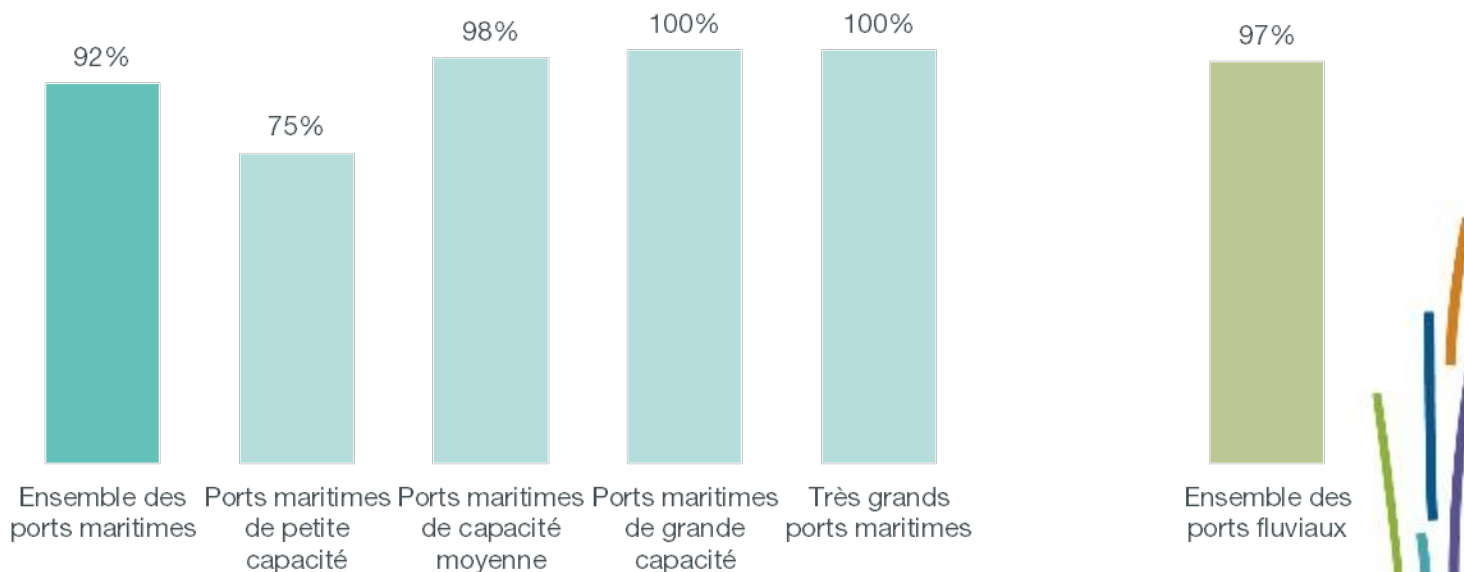 92%
75%
98%
100%
100%
97%
Ensemble des
ports maritimes
Ports maritimes
de petite
capacité
Ports maritimes
de capacité
moyenne
Ports maritimes
de grande
capacité
Très grands
ports maritimes
Ensemble des
ports fluviaux